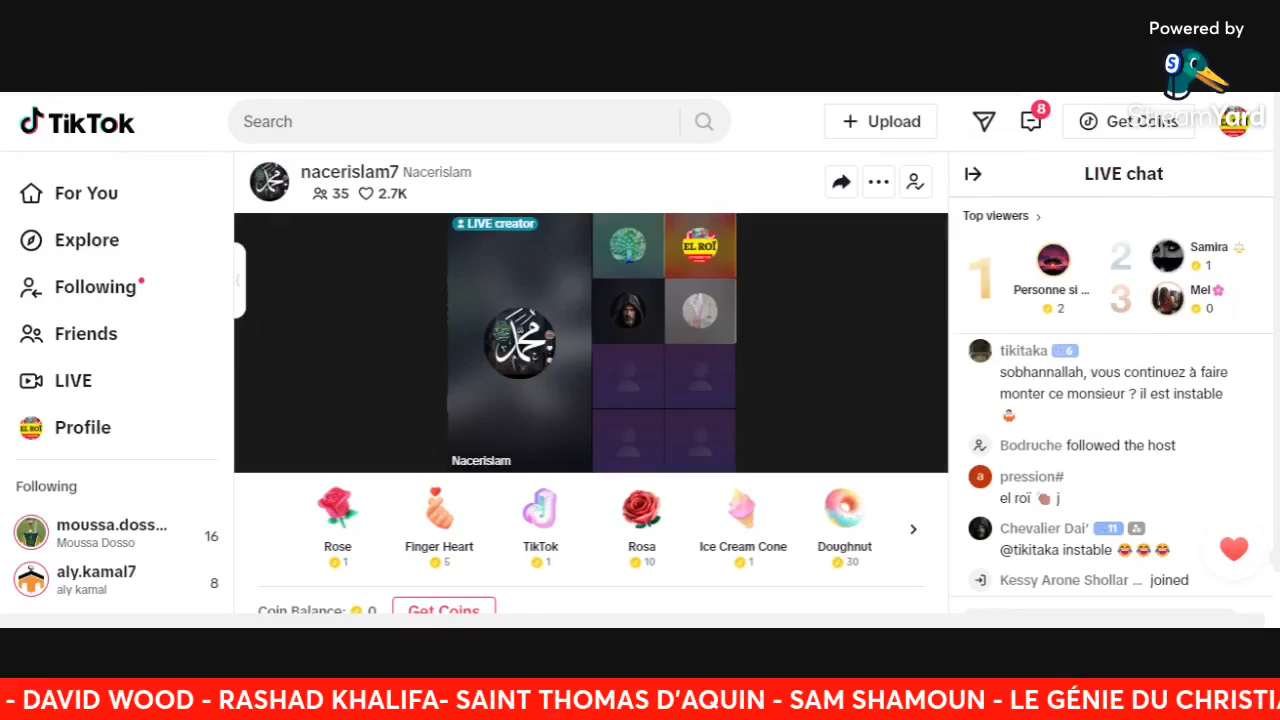 Powered by
StreamYard
TikTok
Search
Upload
8
Get Coins
For You
Explore
Following
Friends
LIVE
Profile
Following
moussa.doss...
Moussa Dosso
16
aly.kamal7
aly kamal
8
nacerislam7 Nacerislam
35 2.7K
LIVE creator
EL ROÏ
محمد
Nacerislam
Rose
1
Finger Heart
5
TikTok
1
Rosa
10
Ice Cream Cone
1
Doughnut
30
Coin Balance: 0 Get Coins
LIVE chat
Top viewers
1
Personne si ...
2
2
Samira
1
3
Mel
0
tikitaka 6
sobhannallah, vous continuez à faire
monter ce monsieur ? il est instable
Bodruche followed the host
a pression#
el roï j
Chevalier Dai' 11
@tikitaka instable
Kessy Arone Shollar ... joined
- DAVID WOOD - RASHAD KHALIFA- SAINT THOMAS D'AQUIN - SAM SHAMOUN - LE GÉNIE DU CHRISTI